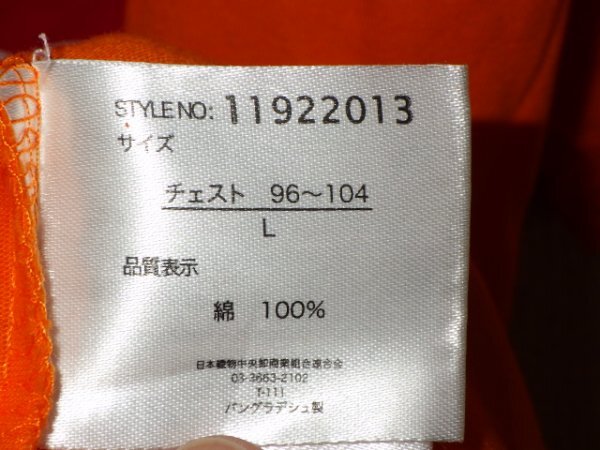 STYLE NO: 11922013
サイズ
チェスト 96〜104
L
品質表示
綿 100%
日本織物中央卸商業組合連合会
03-3663-2102
T-111
バングラデシュ製